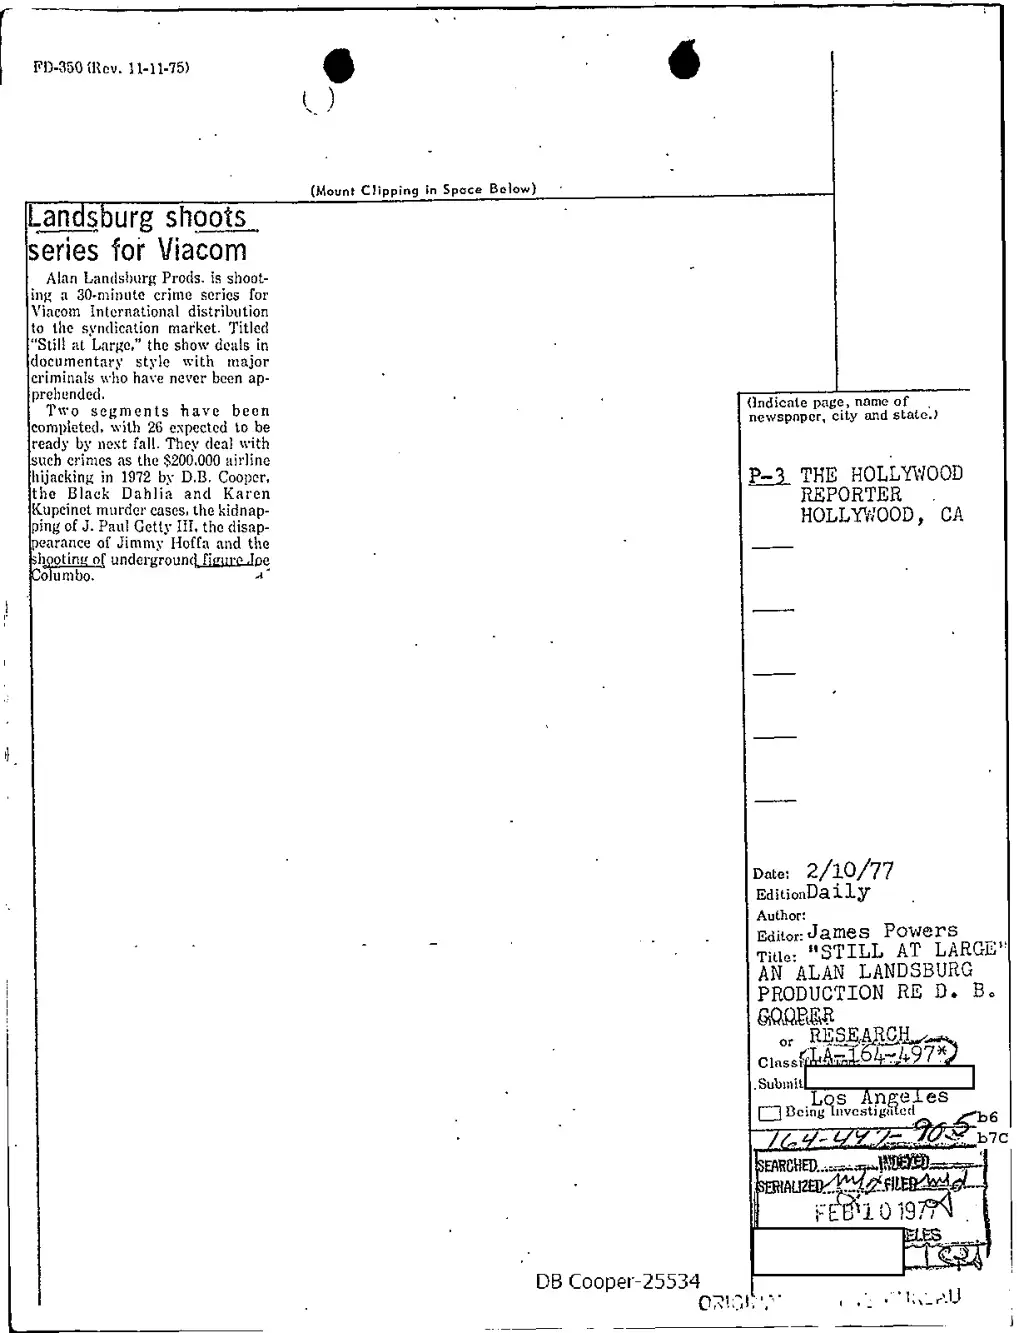 FD-350 (Rev. 11-11-75)
(Mount Clipping in Space Below)
Landsburg shoots
series for Viacom
Alan Landsburg Prods. is shoot-
ing a 30-minute crime series for
Viacom International distribution
to the syndication market. Titled
"Still at Large," the show deals in
documentary style with major
criminals who have never been ap-
prehended.
Two segments have been
completed, with 26 expected to be
ready by next fall. They deal with
such crimes as the $200,000 airline
hijacking in 1972 by D.B. Cooper,
the Black Dahlia and Karen
Kupcinet murder cases, the kidnap-
ping of J. Paul Getty III, the disap-
pearance of Jimmy Hoffa and the
shooting of underground figure Joe
Columbo.
(Indicate page, name of
newspaper, city and state.)
P-3 THE HOLLYWOOD
REPORTER
HOLLYWOOD, CA
Date: 2/10/77
Edition Daily
Author:
Editor: James Powers
Title: "STILL AT LARGE"
AN ALAN LANDSBURG
PRODUCTION RE D. B.
COOPER
or RESEARCH
LA-164-497*
Submit
Los Angeles
Being Investigated
b6
164-497-905
b7C
SEARCHED INDEXED
SERIALIZED FILED
FEB 10 1977
ELES
DB Cooper-25534